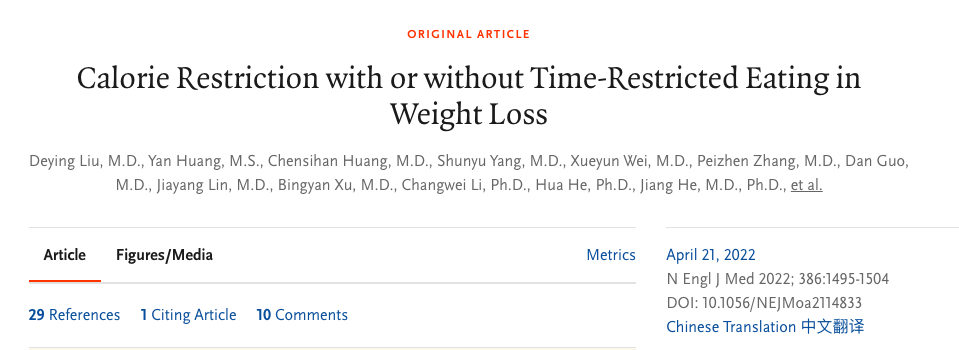 ORIGINAL ARTICLE
Calorie Restriction with or without Time-Restricted Eating in
Weight Loss
Deying Liu, M.D., Yan Huang, M.S., Chensihan Huang, M.D., Shunyu Yang, M.D., Xueyun Wei, M.D., Peizhen Zhang, M.D., Dan Guo,
M.D., Jiayang Lin, M.D., Bingyan Xu, M.D., Changwei Li, Ph.D., Hua He, Ph.D., Jiang He, M.D., Ph.D., et al.
Article Figures/Media Metrics
29 References 1 Citing Article 10 Comments
April 21, 2022
N Engl J Med 2022; 386:1495-1504
DOI: 10.1056/NEJMoa2114833
Chinese Translation 中文翻译